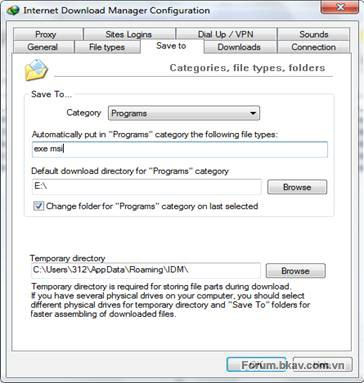 Internet Download Manager Configuration
Proxy
Sites Logins
Dial Up / VPN
Sounds
General
File types
Save to
Downloads
Connection
Categories, file types, folders
Save To...
Category
Programs
Automatically put in "Programs" category the following file types:
exe msi
Default download directory for "Programs" category
E:\
Browse
Change folder for "Programs" category on last selected
Temporary directory
C:\Users\312\AppData\Roaming\IDM\
Browse
Temporary directory is required for storing file parts during download.
If you have several physical drives on your computer, you should select
different physical drives for temporary directory and "Save To" folders for
faster assembling of downloaded files.
Forum.bkav.com.vn